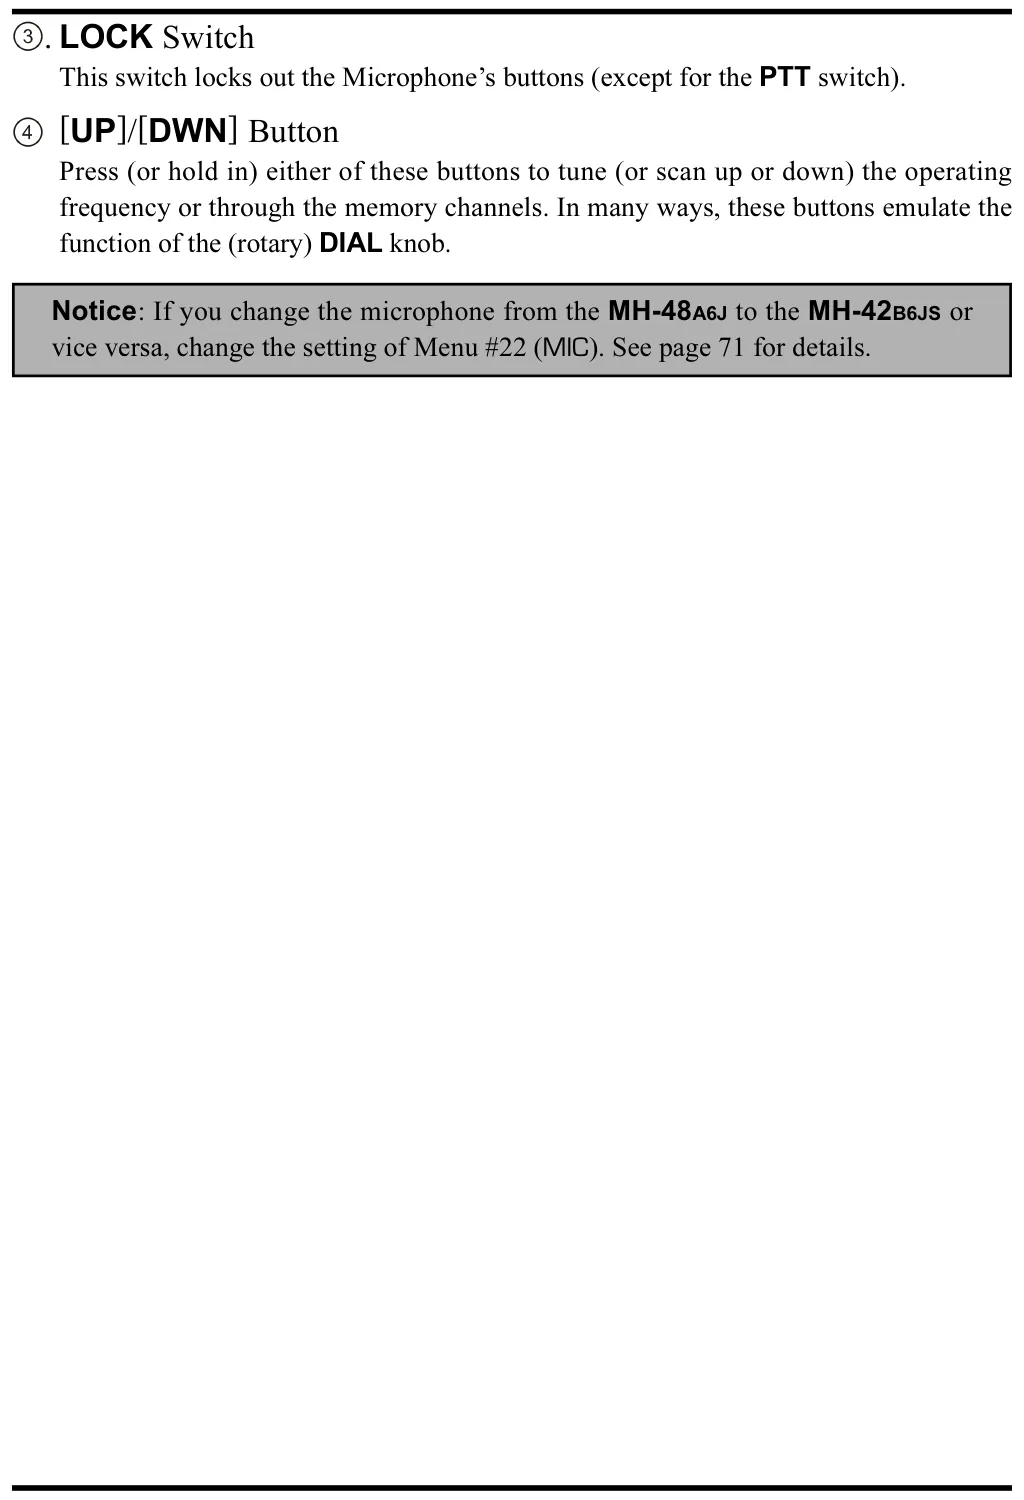 ③. LOCK Switch
This switch locks out the Microphone’s buttons (except for the PTT switch).
④ [UP]/[DWN] Button
Press (or hold in) either of these buttons to tune (or scan up or down) the operating
frequency or through the memory channels. In many ways, these buttons emulate the
function of the (rotary) DIAL knob.
Notice: If you change the microphone from the MH-48A6J to the MH-42B6JS or
vice versa, change the setting of Menu #22 (MIC). See page 71 for details.